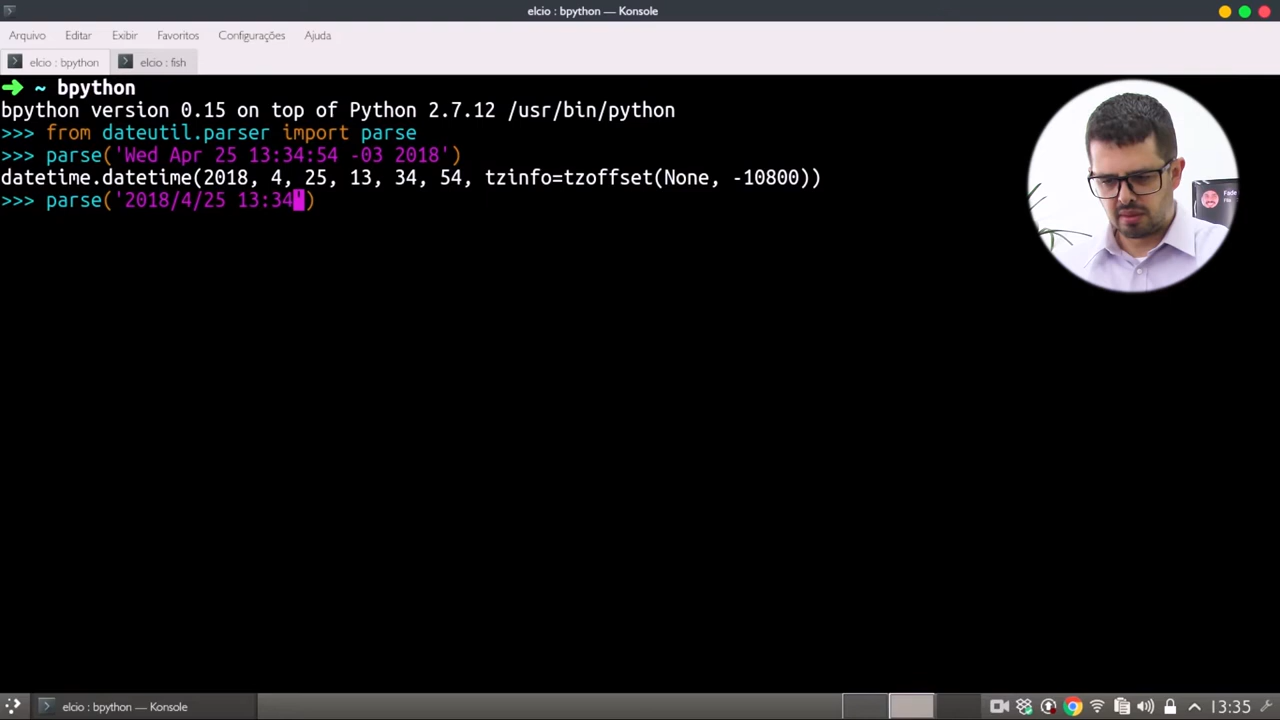 elcio : bpython — Konsole
Arquivo Editar Exibir Favoritos Configurações Ajuda
elcio : bpython elcio : fish
➔ ~ bpython
bpython version 0.15 on top of Python 2.7.12 /usr/bin/python
>>> from dateutil.parser import parse
>>> parse('Wed Apr 25 13:34:54 -03 2018')
datetime.datetime(2018, 4, 25, 13, 34, 54, tzinfo=tzoffset(None, -10800))
>>> parse('2018/4/25 13:34')
Fade
elcio : bpython — Konsole
13:35